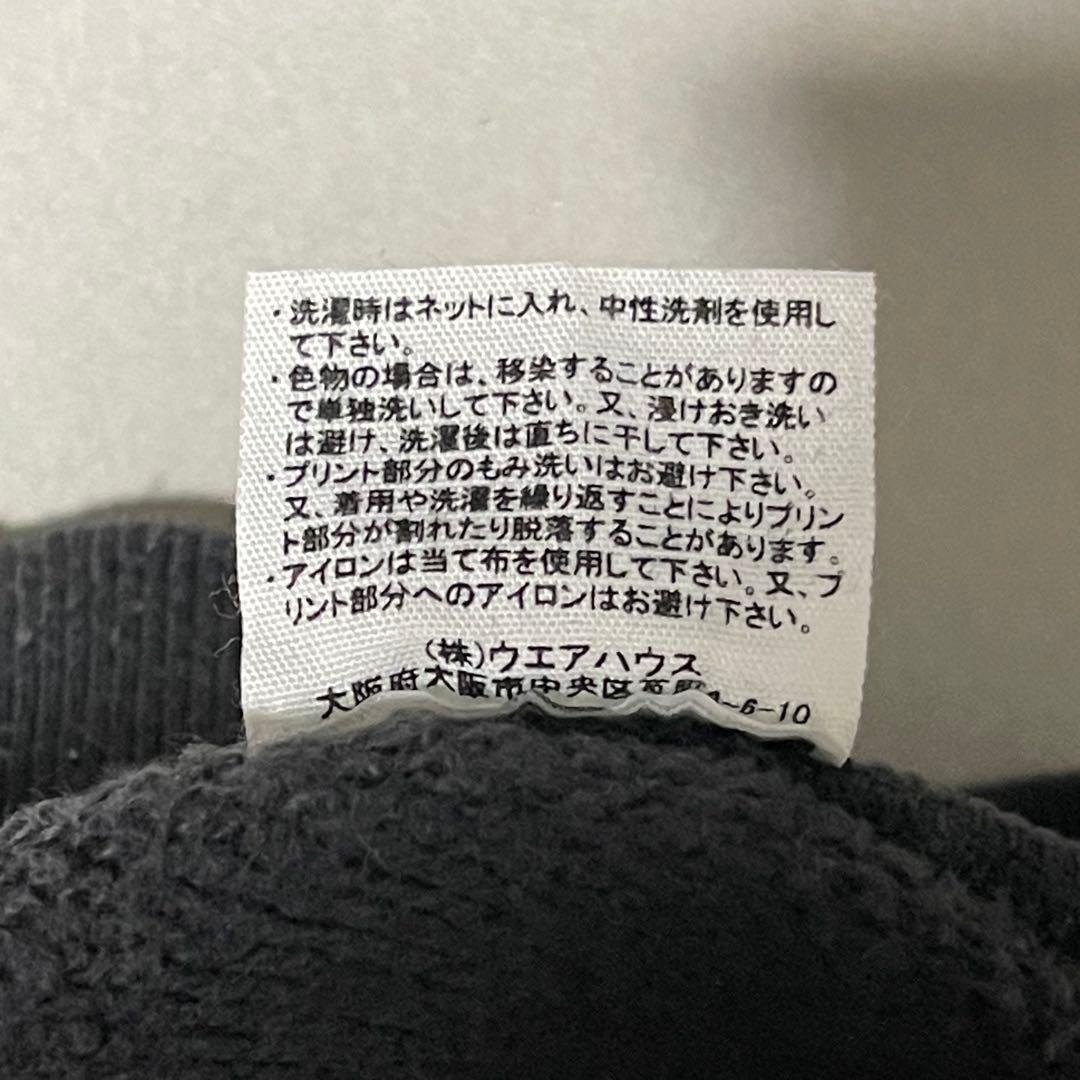 ・洗濯時はネットに入れ、中性洗剤を使用し
て下さい。
・色物の場合は、移染することがありますの
で単独洗いして下さい。又、浸けおき洗い
は避け、洗濯後は直ちに干して下さい。
・プリント部分のもみ洗いはお避け下さい。
又、着用や洗濯を繰り返すことによりプリン
ト部分が割れたり脱落することがあります。
・アイロンは当て布を使用して下さい。又、プ
リント部分へのアイロンはお避け下さい。
(株)ウエアハウス
大阪府大阪市中央区 -6-10